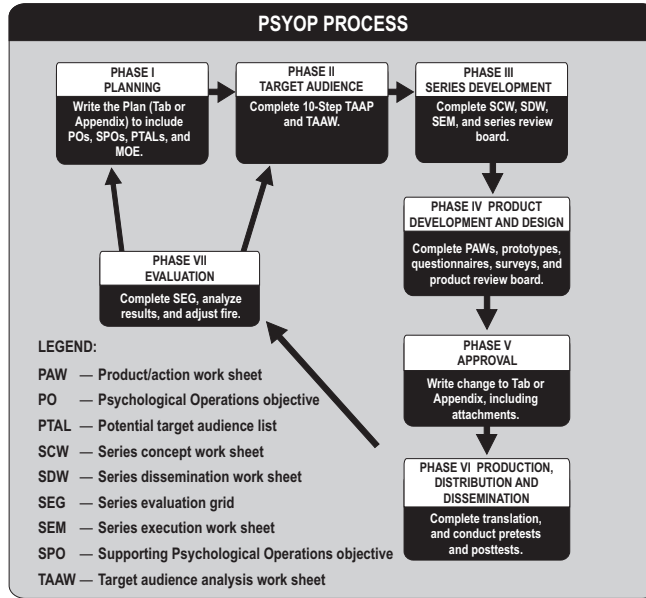 PSYOP PROCESS
PHASE I
PLANNING
Write the Plan (Tab or
Appendix) to include
POs, SPOs, PTALs, and
MOE.
PHASE II
TARGET AUDIENCE
Complete 10-Step TAAP
and TAAW.
PHASE III
SERIES DEVELOPMENT
Complete SCW, SDW,
SEM, and series review
board.
PHASE IV PRODUCT
DEVELOPMENT AND DESIGN
Complete PAWs, prototypes,
questionnaires, surveys, and
product review board.
PHASE V
APPROVAL
Write change to Tab or
Appendix, including
attachments.
PHASE VI PRODUCTION,
DISTRIBUTION AND
DISSEMINATION
Complete translation,
and conduct pretests
and posttests.
PHASE VII
EVALUATION
Complete SEG, analyze
results, and adjust fire.
LEGEND:
PAW — Product/action work sheet
PO — Psychological Operations objective
PTAL — Potential target audience list
SCW — Series concept work sheet
SDW — Series dissemination work sheet
SEG — Series evaluation grid
SEM — Series execution work sheet
SPO — Supporting Psychological Operations objective
TAAW — Target audience analysis work sheet